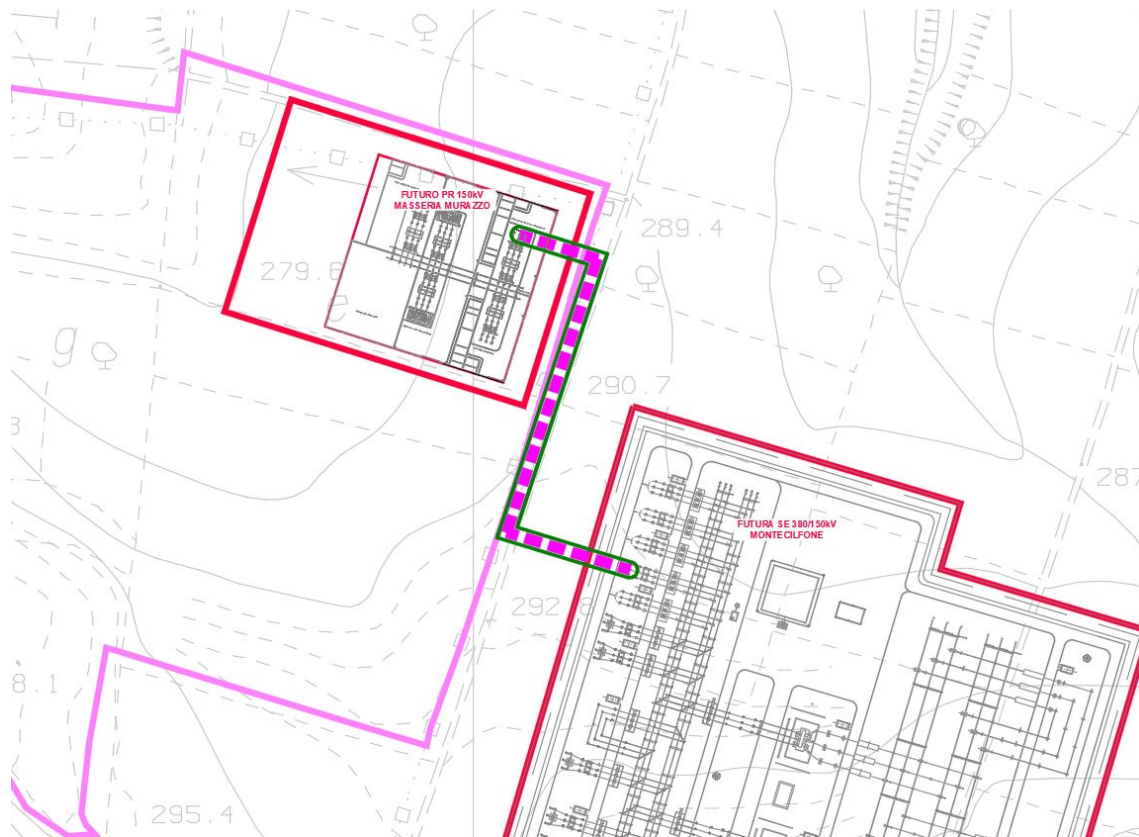 FUTURO PR 150kV
MASSERIA MURAZZO
289.4
279.6
e
g
290.7
287
FUTURA SE 380/150kV
MONTECILFONE
292.8
8.1
295.4